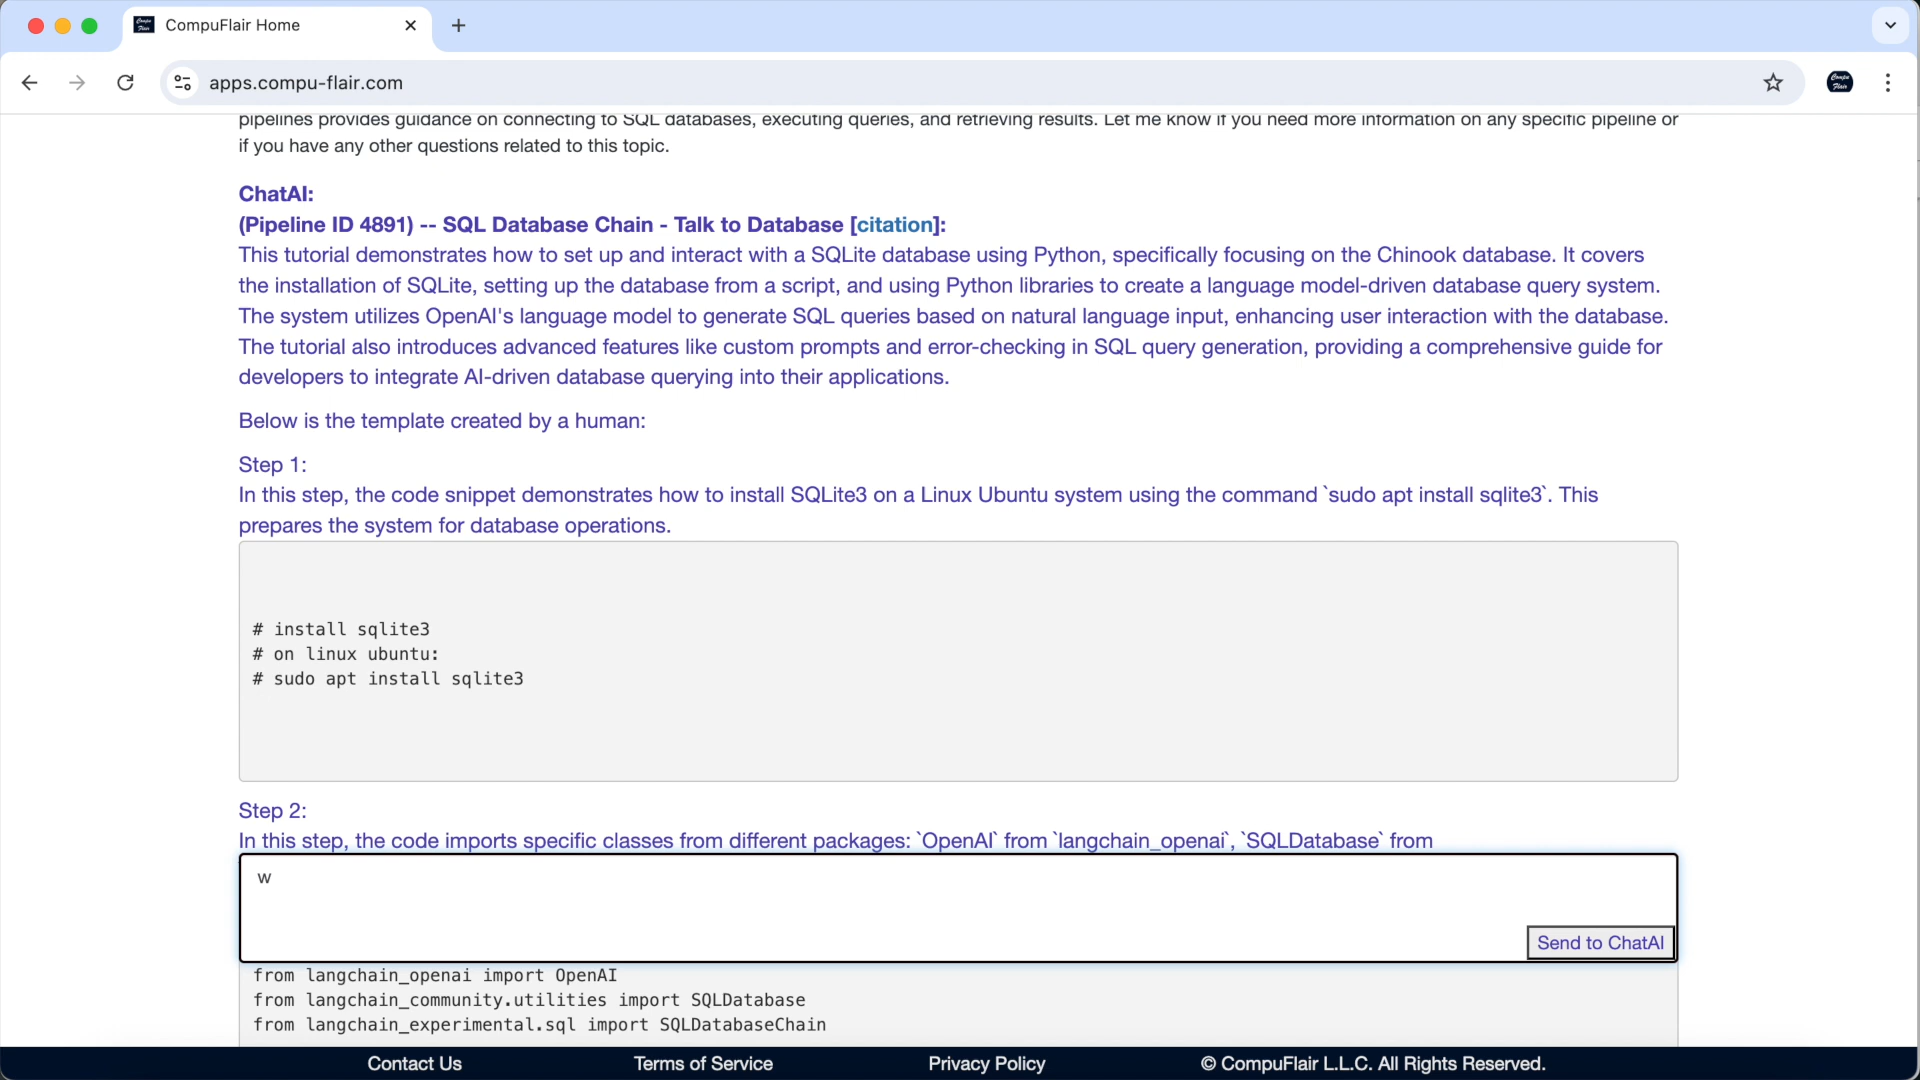 CompuFlair Home
apps.compu-flair.com
pipelines provides guidance on connecting to SQL databases, executing queries, and retrieving results. Let me know if you need more information on any specific pipeline or
if you have any other questions related to this topic.
ChatAI:
(Pipeline ID 4891) -- SQL Database Chain - Talk to Database [citation]:
This tutorial demonstrates how to set up and interact with a SQLite database using Python, specifically focusing on the Chinook database. It covers
the installation of SQLite, setting up the database from a script, and using Python libraries to create a language model-driven database query system.
The system utilizes OpenAI's language model to generate SQL queries based on natural language input, enhancing user interaction with the database.
The tutorial also introduces advanced features like custom prompts and error-checking in SQL query generation, providing a comprehensive guide for
developers to integrate AI-driven database querying into their applications.
Below is the template created by a human:
Step 1:
In this step, the code snippet demonstrates how to install SQLite3 on a Linux Ubuntu system using the command `sudo apt install sqlite3`. This
prepares the system for database operations.
# install sqlite3
# on linux ubuntu:
# sudo apt install sqlite3
Step 2:
In this step, the code imports specific classes from different packages: `OpenAI` from `langchain_openai`, `SQLDatabase` from
w
Send to ChatAI
from langchain_openai import OpenAI
from langchain_community.utilities import SQLDatabase
from langchain_experimental.sql import SQLDatabaseChain
Contact Us Terms of Service Privacy Policy © CompuFlair L.L.C. All Rights Reserved.